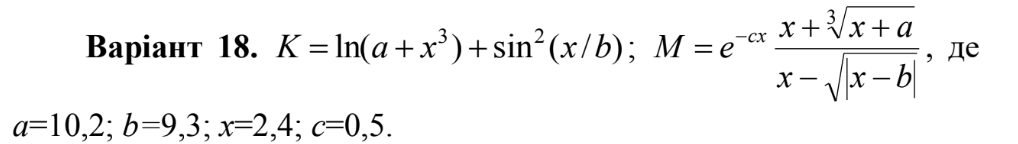 Варіант 18. K = ln(a + x³) + sin²(x / b); M = e^(−cx) (x + ∛(x + a)) / (x − √|x − b|), де
a=10,2; b=9,3; x=2,4; c=0,5.